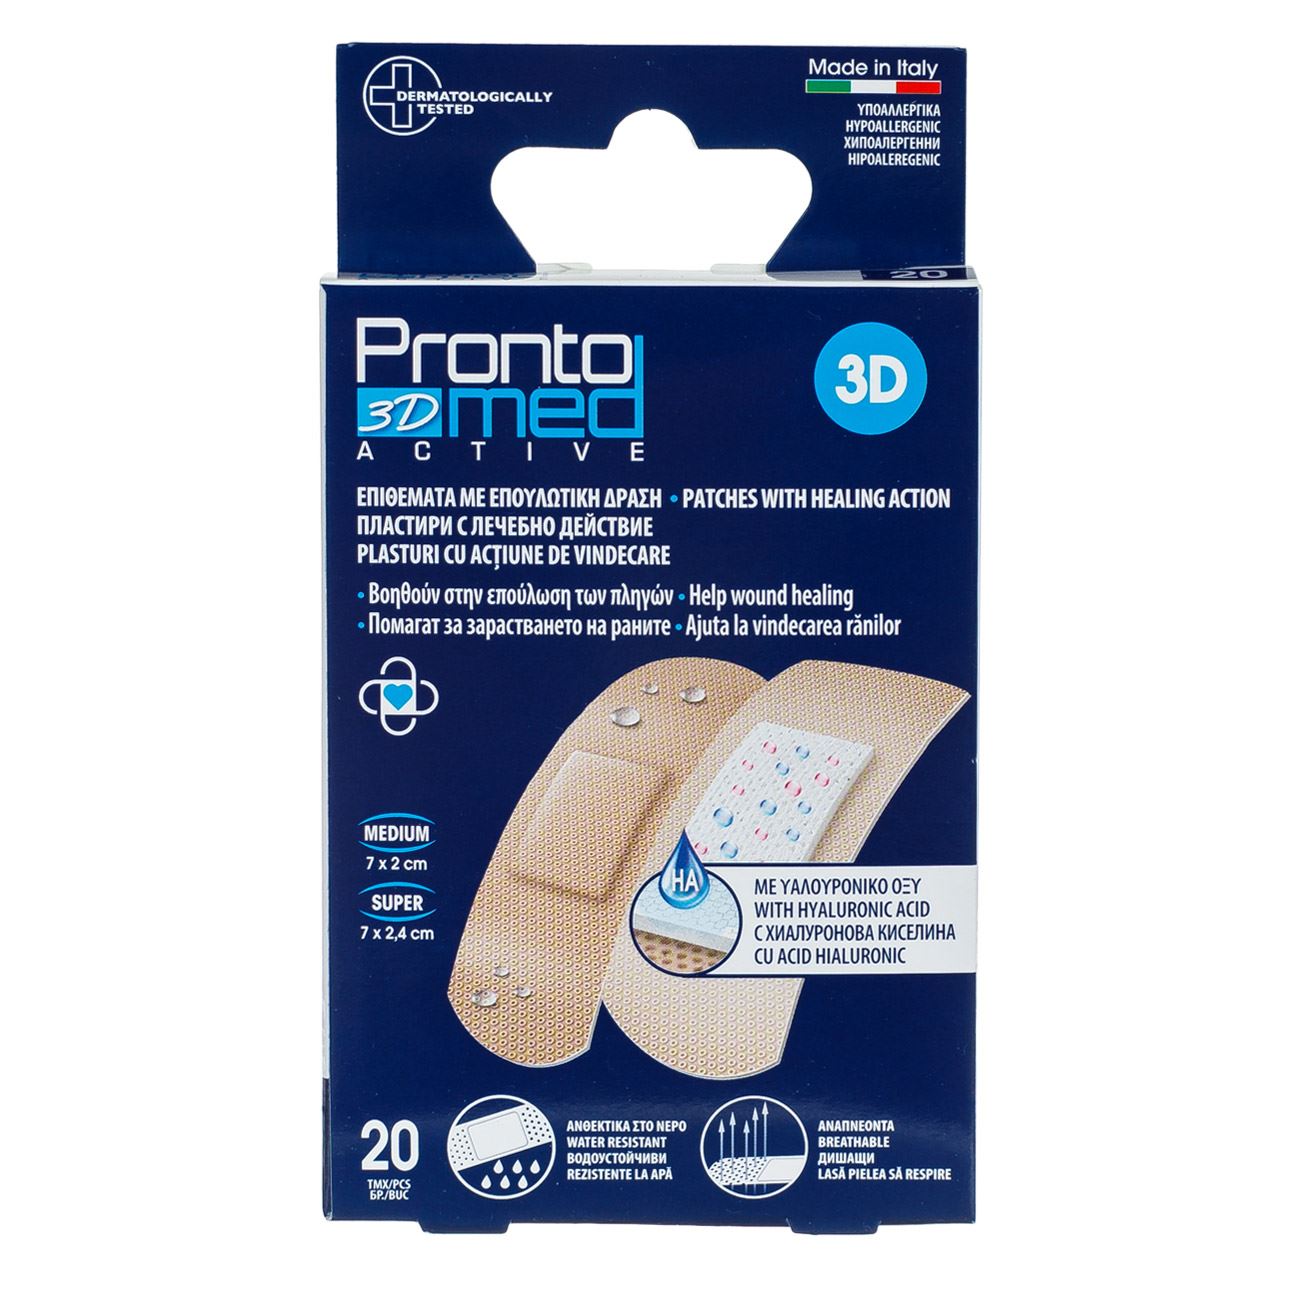 DERMATOLOGICALLY
TESTED
Made in Italy
ΥΠΟΑΛΛΕΡΓΙΚΑ
HYPOALLERGENIC
ХИПОАЛЕРГЕННИ
HIPOALEREGENIC
20
Pronto
3D med
ACTIVE
3D
ΕΠΙΘΕΜΑΤΑ ΜΕ ΕΠΟΥΛΩΤΙΚΗ ΔΡΑΣΗ • PATCHES WITH HEALING ACTION
ПЛАСТИРИ С ЛЕЧЕБНО ДЕЙСТВИЕ
PLASTURI CU ACȚIUNE DE VINDECARE
• Βοηθούν στην επούλωση των πληγών • Help wound healing
• Помагат за зарастването на раните • Ajuta la vindecarea rănilor
MEDIUM
7 x 2 cm
SUPER
7 x 2,4 cm
HA
ΜΕ ΥΑΛΟΥΡΟΝΙΚΟ ΟΞΥ
WITH HYALURONIC ACID
С ХИАЛУРОНОВА КИСЕЛИНА
CU ACID HIALURONIC
20
ΤΜΧ/PCS
БР./BUC
ΑΝΘΕΚΤΙΚΑ ΣΤΟ ΝΕΡΟ
WATER RESISTANT
ВОДОУСТОЙЧИВИ
REZISTENTE LA APĂ
ΑΝΑΠΝΕΟΝΤΑ
BREATHABLE
ДИШАЩИ
LASĂ PIELEA SĂ RESPIRE